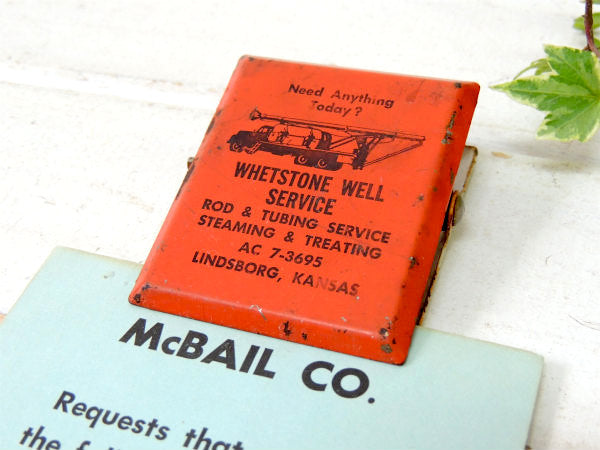 Need Anything
Today?
WHETSTONE WELL
SERVICE
ROD & TUBING SERVICE
STEAMING & TREATING
AC 7-3695
LINDSBORG, KANSAS
McBAIL CO.
Requests that
the